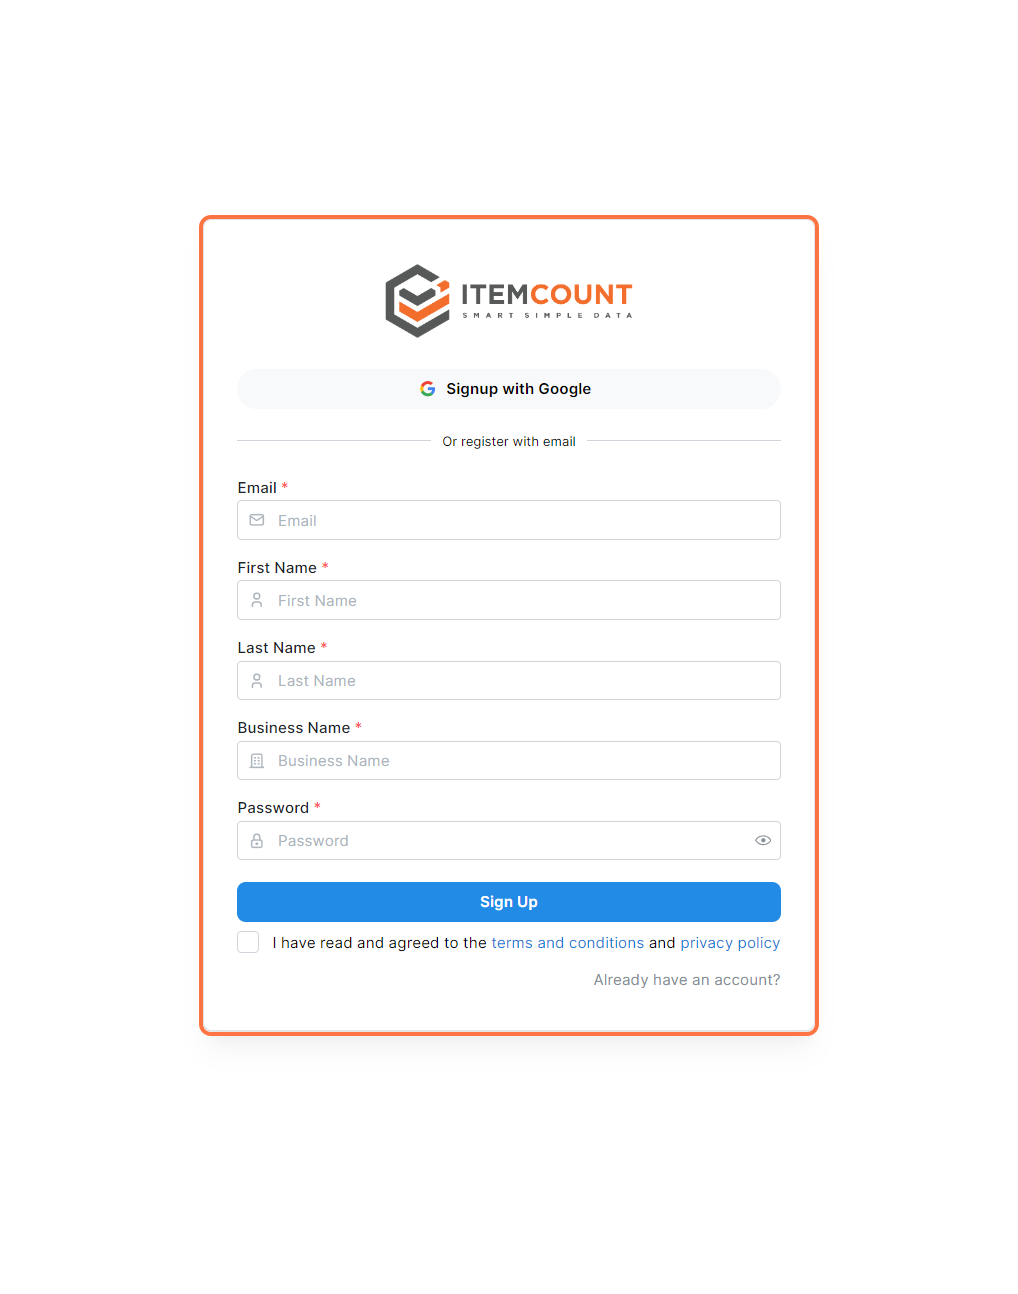 ITEMCOUNT
SMART SIMPLE DATA
Signup with Google
Or register with email
Email *
Email
First Name *
First Name
Last Name *
Last Name
Business Name *
Business Name
Password *
Password
Sign Up
I have read and agreed to the terms and conditions and privacy policy
Already have an account?